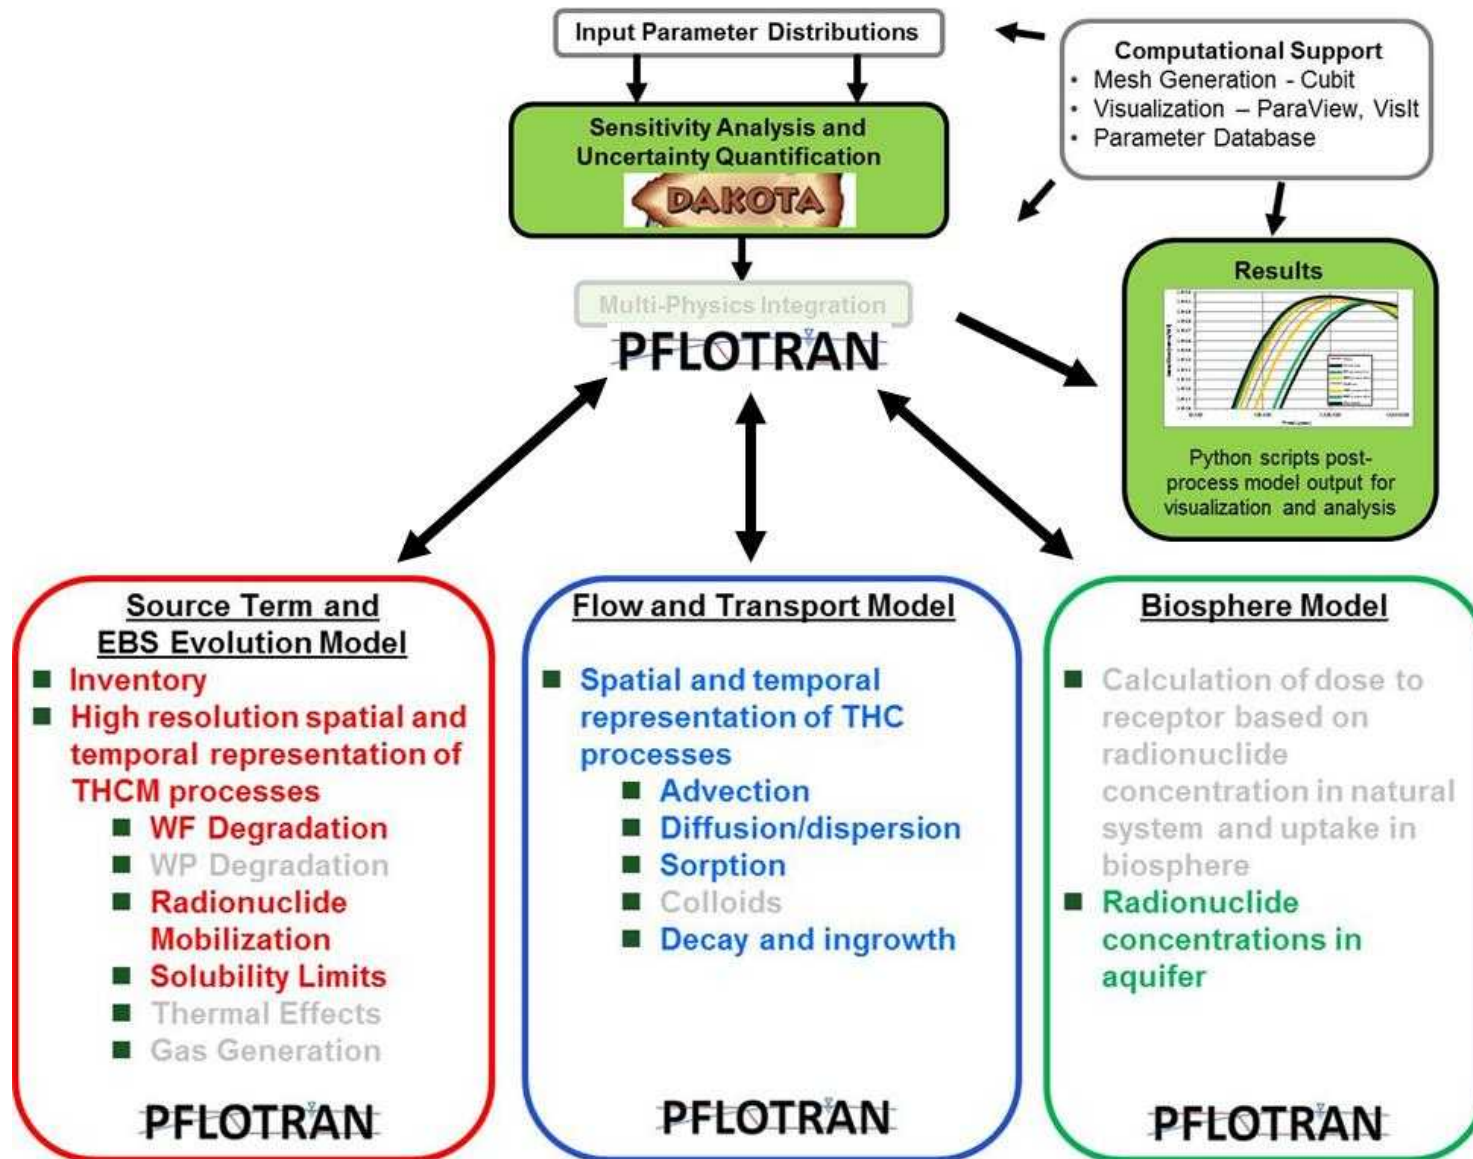 Input Parameter Distributions
Computational Support
• Mesh Generation - Cubit
• Visualization – ParaView, VisIt
• Parameter Database
Sensitivity Analysis and
Uncertainty Quantification
DAKOTA
Multi-Physics Integration
PFLOTRAN
Results
Python scripts post-
process model output for
visualization and analysis
Source Term and
EBS Evolution Model
Inventory
High resolution spatial and
temporal representation of
THCM processes
WF Degradation
WP Degradation
Radionuclide
Mobilization
Solubility Limits
Thermal Effects
Gas Generation
PFLOTRAN
Flow and Transport Model
Spatial and temporal
representation of THC
processes
Advection
Diffusion/dispersion
Sorption
Colloids
Decay and ingrowth
PFLOTRAN
Biosphere Model
Calculation of dose to
receptor based on
radionuclide
concentration in natural
system and uptake in
biosphere
Radionuclide
concentrations in
aquifer
PFLOTRAN